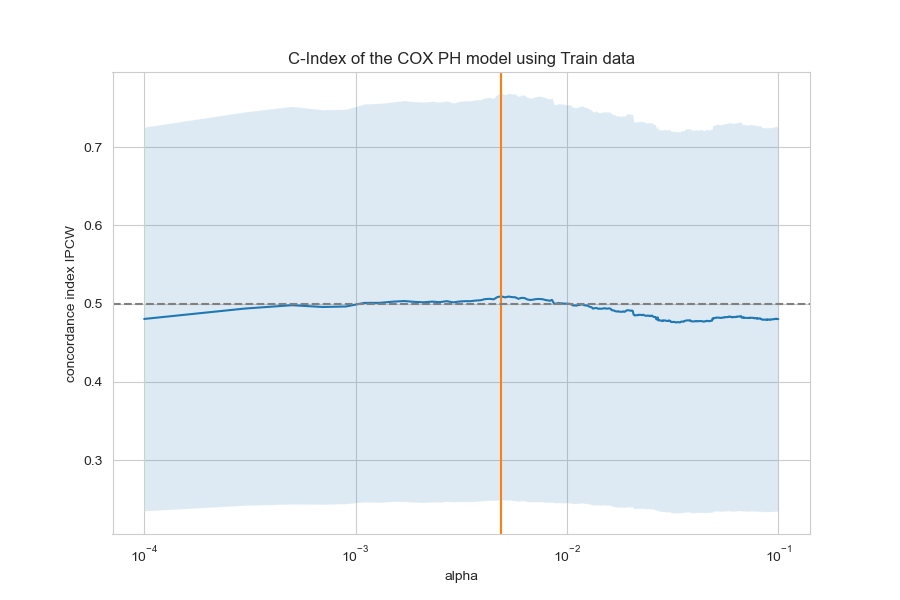 C-Index of the COX PH model using Train data
concordance index IPCW
0.7
0.6
0.5
0.4
0.3
10⁻⁴ 10⁻³ 10⁻² 10⁻¹
alpha